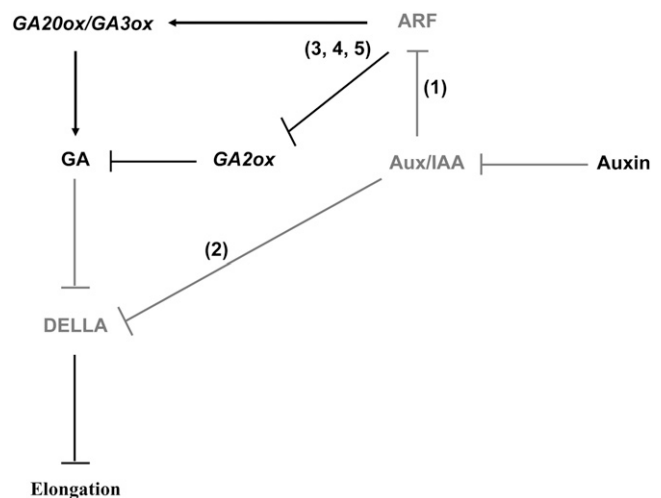 GA20ox/GA3ox
ARF
(3, 4, 5)
(1)
GA
GA2ox
Aux/IAA
Auxin
(2)
DELLA
Elongation